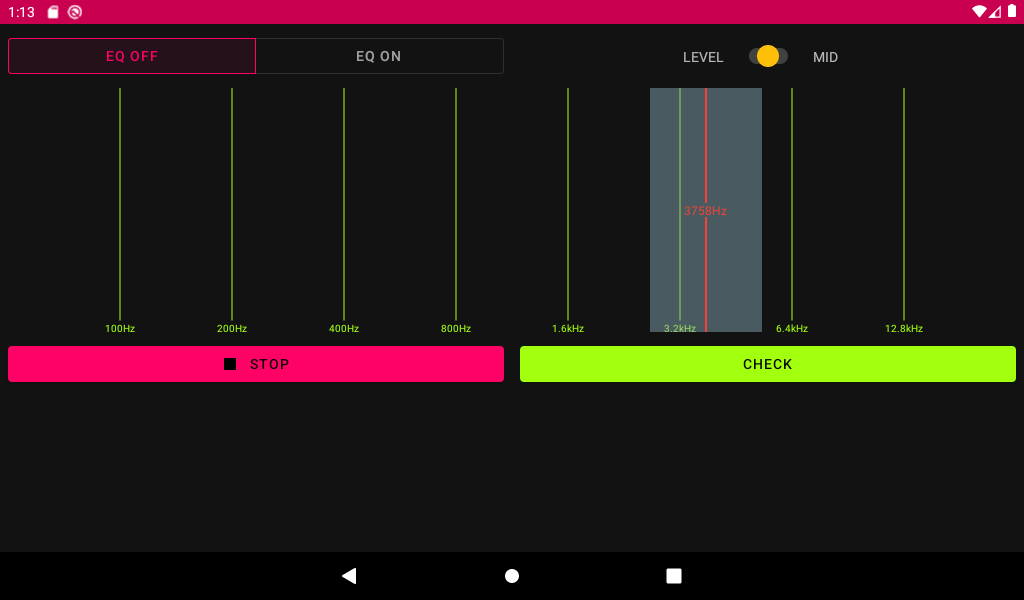 1:13
EQ OFF
EQ ON
LEVEL
MID
3758Hz
100Hz
200Hz
400Hz
800Hz
1.6kHz
3.2kHz
6.4kHz
12.8kHz
STOP
CHECK